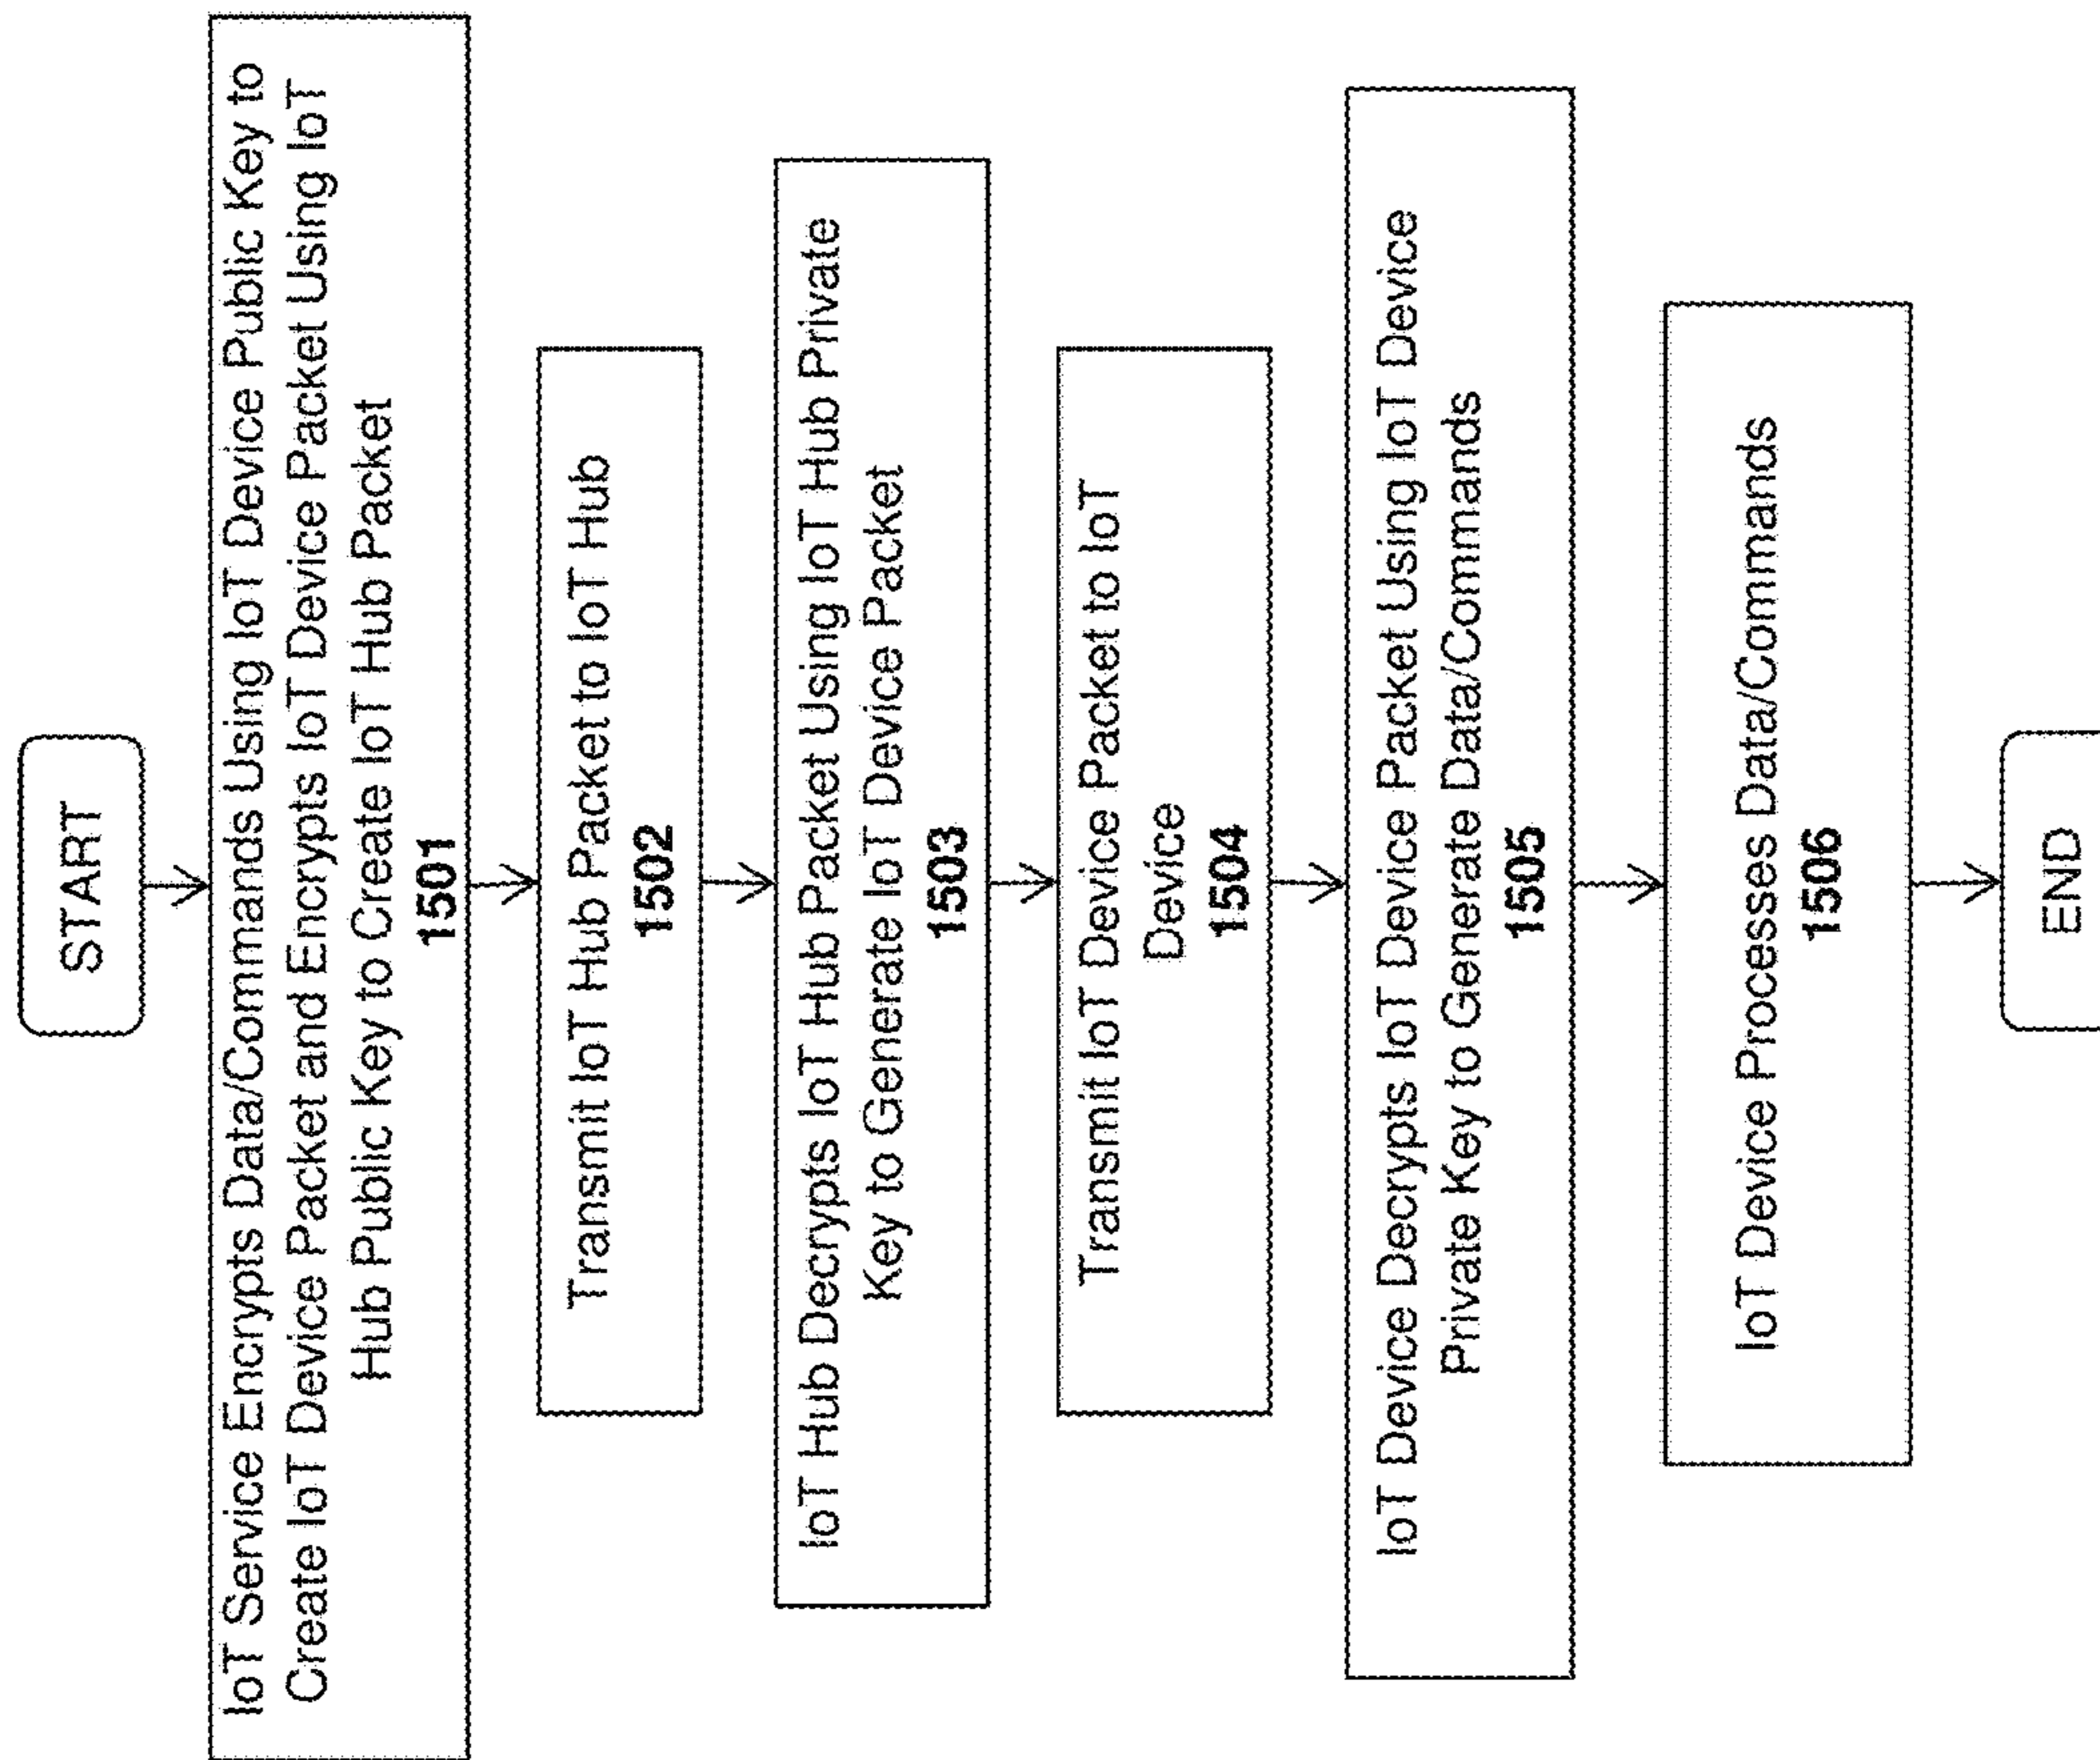 START
IoT Service Encrypts Data/Commands Using IoT Device Public Key to
Create IoT Device Packet and Encrypts IoT Device Packet Using IoT
Hub Public Key to Create IoT Hub Packet
1501
Transmit IoT Hub Packet to IoT Hub
1502
IoT Hub Decrypts IoT Hub Packet Using IoT Hub Private
Key to Generate IoT Device Packet
1503
Transmit IoT Device Packet to IoT
Device
1504
IoT Device Decrypts IoT Device Packet Using IoT Device
Private Key to Generate Data/Commands
1505
IoT Device Processes Data/Commands
1506
END